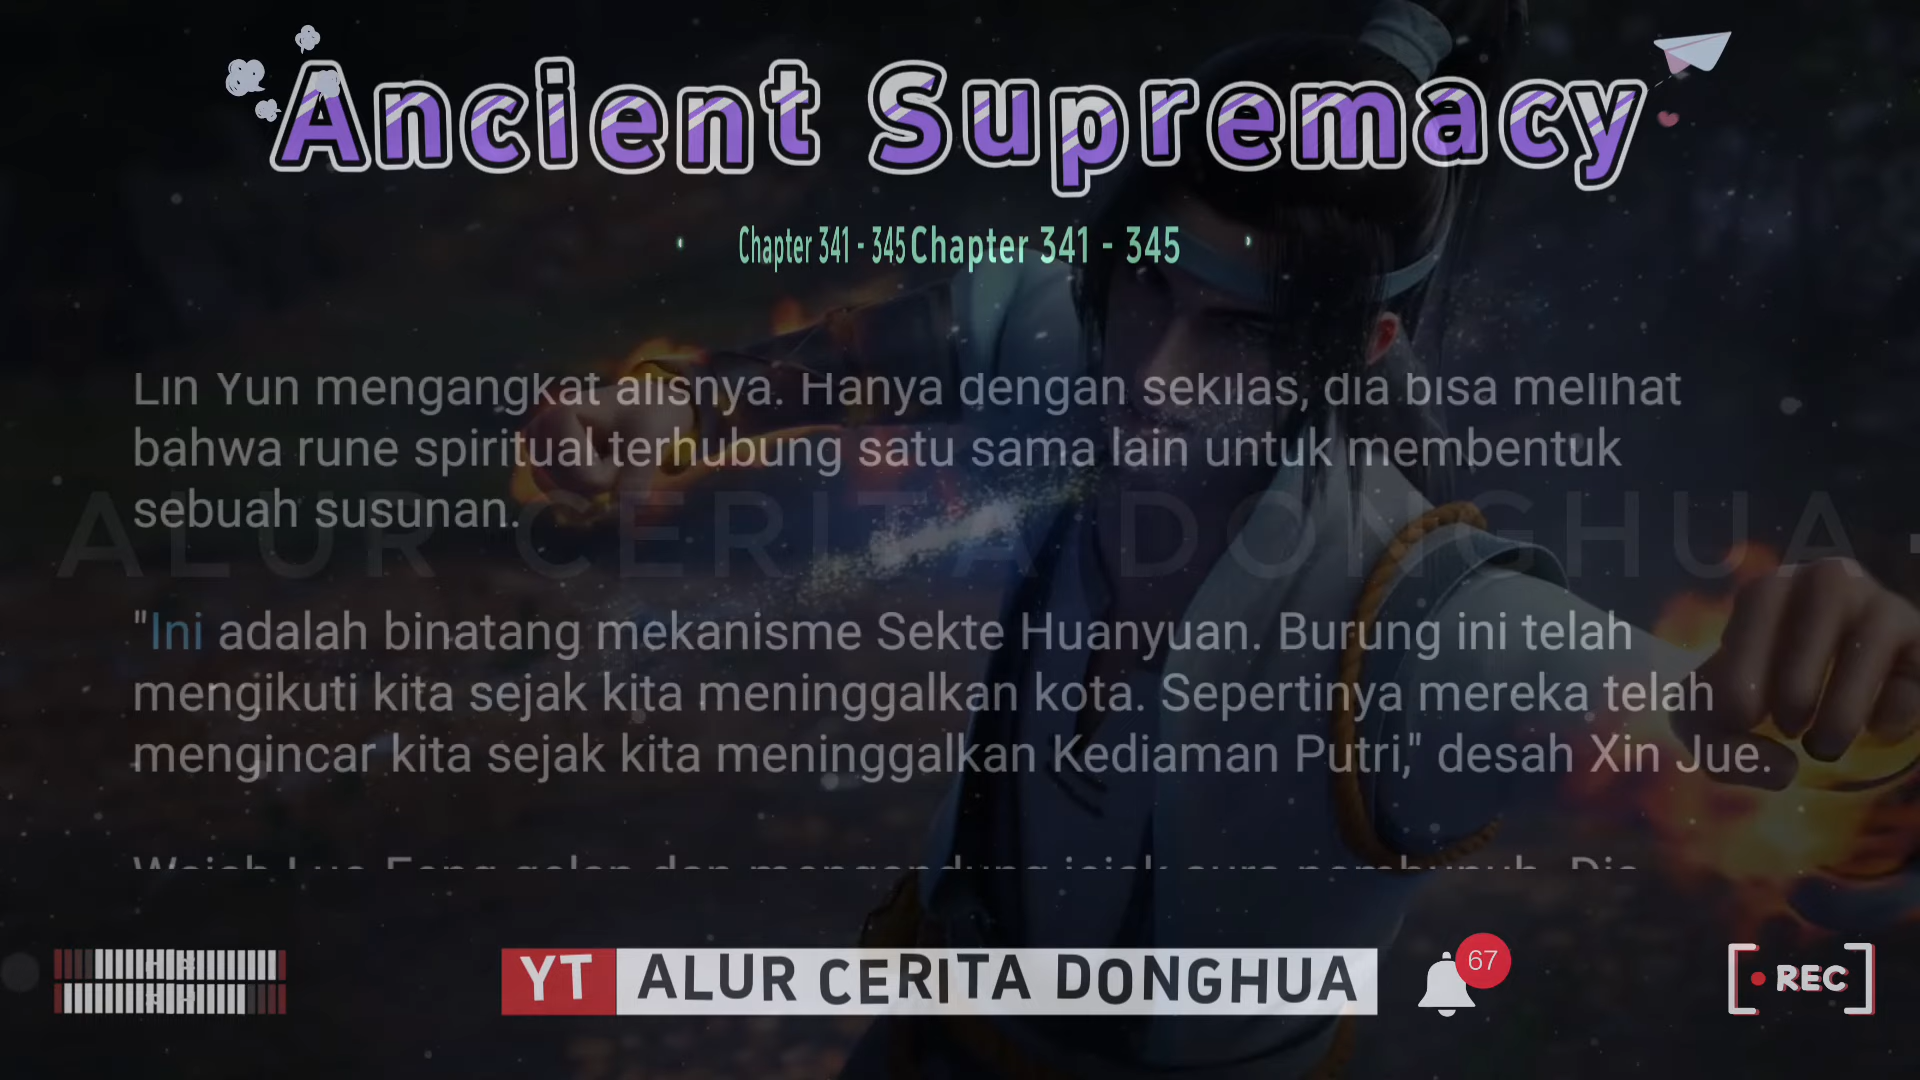 Ancient Supremacy
Chapter 341 - 345 Chapter 341 - 345
Lin Yun mengangkat alisnya. Hanya dengan sekilas, dia bisa melihat
bahwa rune spiritual terhubung satu sama lain untuk membentuk
sebuah susunan.
ALUR CERITA DONGHUA
"Ini adalah binatang mekanisme Sekte Huanyuan. Burung ini telah
mengikuti kita sejak kita meninggalkan kota. Sepertinya mereka telah
mengincar kita sejak kita meninggalkan Kediaman Putri," desah Xin Jue.
YT ALUR CERITA DONGHUA
67
REC